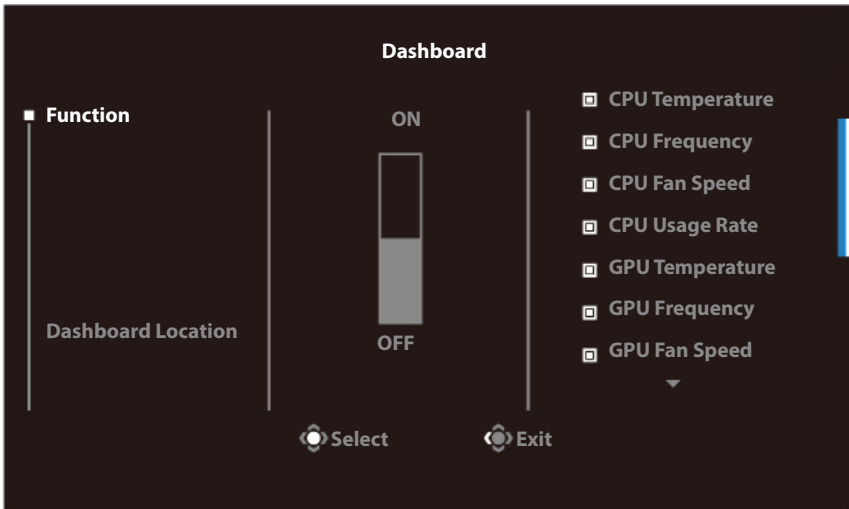 Dashboard
Function
Dashboard Location
ON
OFF
CPU Temperature
CPU Frequency
CPU Fan Speed
CPU Usage Rate
GPU Temperature
GPU Frequency
GPU Fan Speed
Select
Exit